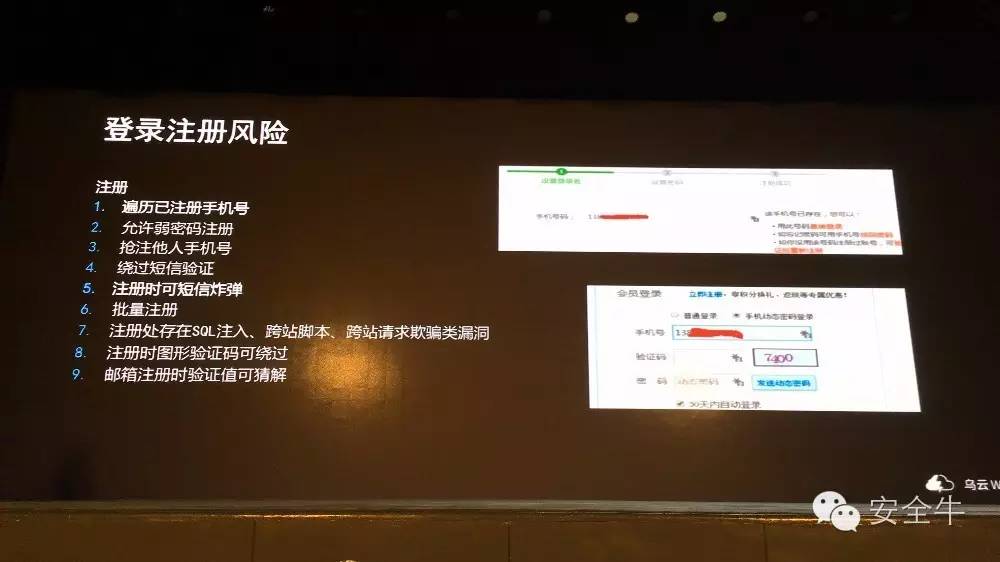 登录注册风险
注册
1. 遍历已注册手机号
2. 允许弱密码注册
3. 抢注他人手机号
4. 绕过短信验证
5. 注册时可短信炸弹
6. 批量注册
7. 注册处存在SQL注入、跨站脚本、跨站请求欺骗类漏洞
8. 注册时图形验证码可绕过
9. 邮箱注册时验证值可猜解
1 2 3
设置登录名 设置密码 注册成功
手机号码： 13
该手机号已存在，您可以：
会员登录 立即注册，享积分换礼、返现等专属优惠！
普通登录 手机动态密码登录
手机号 138
验证码 7400
密 码 动态密码 发送动态密码
30天内自动登录
乌云W
安全牛